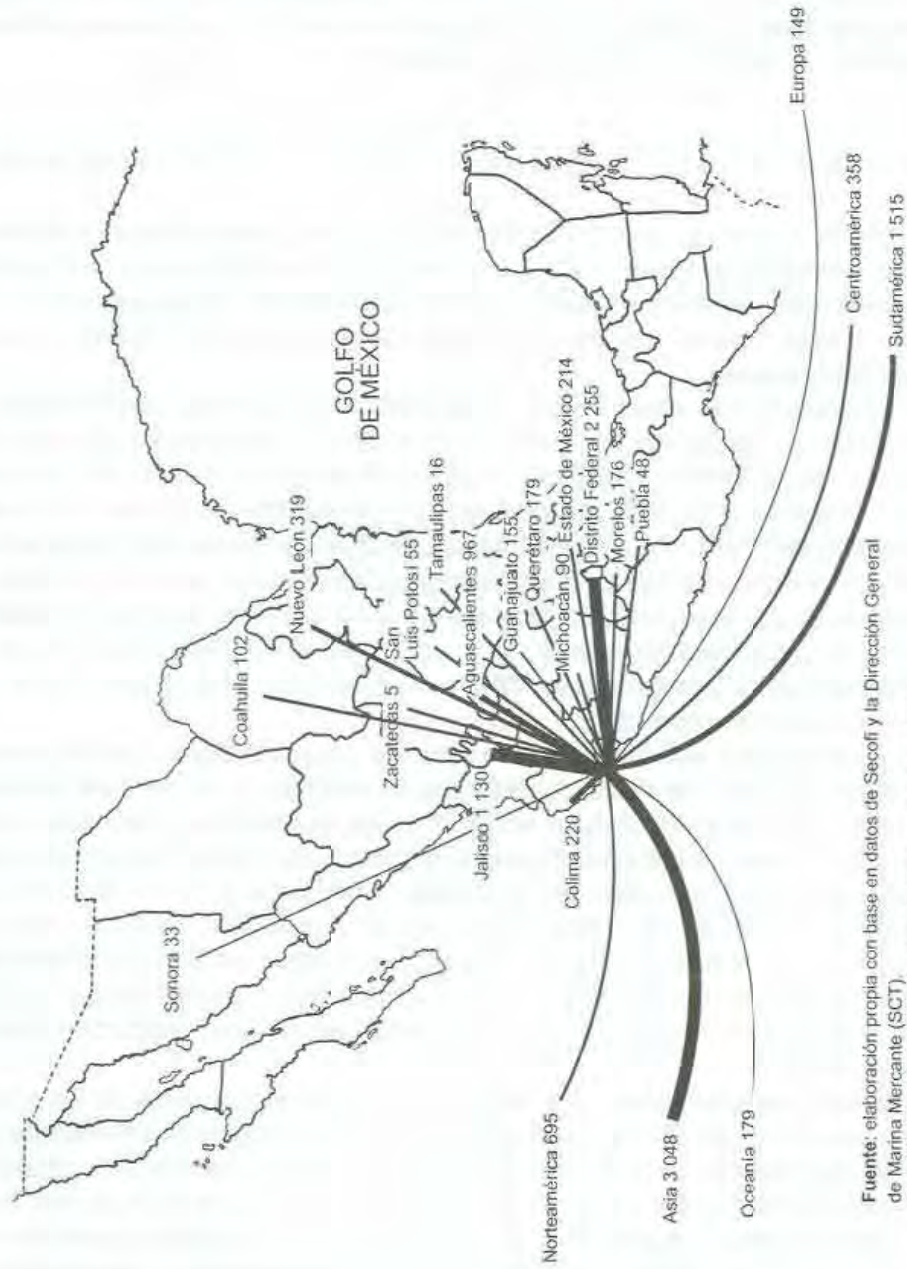 GOLFO
DE MÉXICO
Sonora 33
Coahuila 102
Nuevo León 319
Zacatecas 5
San
Luis Potosí 55
Tamaulipas 16
Jalisco 1 130
Aguascalientes 967
Guanajuato 155
Querétaro 179
Michoacán 90
Estado de México 214
Distrito Federal 2 255
Morelos 176
Puebla 48
Colima 220
Norteamérica 695
Asia 3 048
Oceanía 179
Europa 149
Centroamérica 358
Sudamérica 1 515
Fuente: elaboración propia con base en datos de Secofi y la Dirección General
de Marina Mercante (SCT).